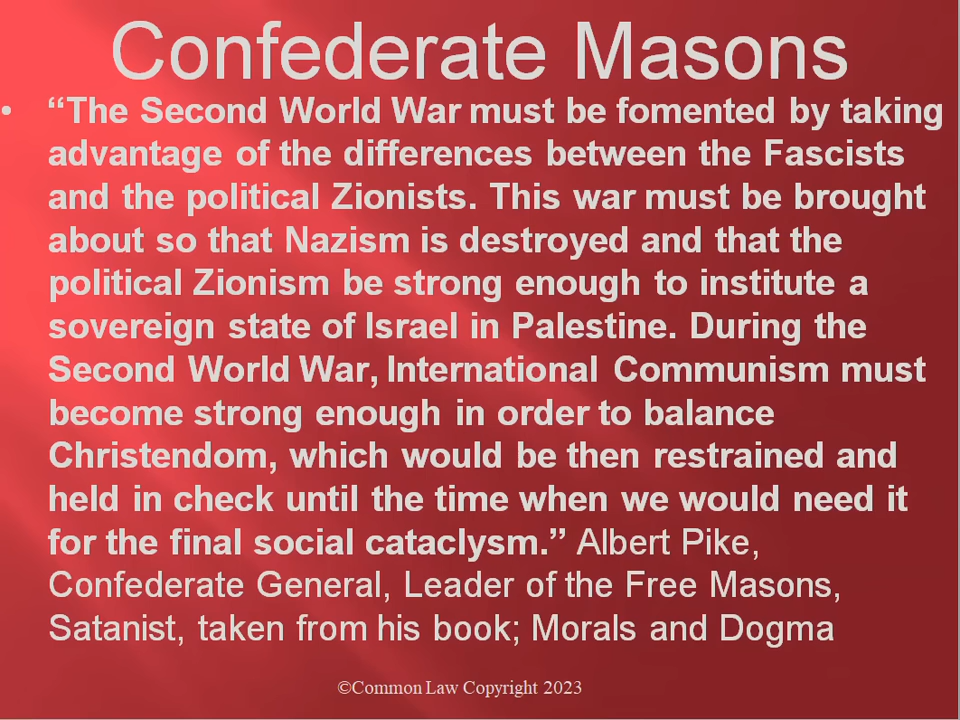 Confederate Masons
• “The Second World War must be fomented by taking
advantage of the differences between the Fascists
and the political Zionists. This war must be brought
about so that Nazism is destroyed and that the
political Zionism be strong enough to institute a
sovereign state of Israel in Palestine. During the
Second World War, International Communism must
become strong enough in order to balance
Christendom, which would be then restrained and
held in check until the time when we would need it
for the final social cataclysm.” Albert Pike,
Confederate General, Leader of the Free Masons,
Satanist, taken from his book; Morals and Dogma
©Common Law Copyright 2023